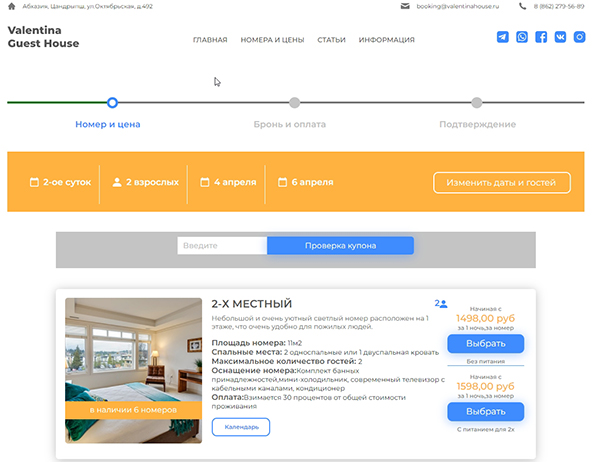 Абхазия, Цандрыпш, ул.Октябрьская, д.492
booking@valentinahouse.ru
8 (862) 279-56-89
Valentina
Guest House
ГЛАВНАЯ НОМЕРА И ЦЕНЫ СТАТЬИ ИНФОРМАЦИЯ
Номер и цена Бронь и оплата Подтверждение
2-ое суток 2 взрослых 4 апреля 6 апреля Изменить даты и гостей
Введите Проверка купона
2-Х МЕСТНЫЙ
2
Небольшой и очень уютный светлый номер расположен на 1
этаже, что очень удобно для пожилых людей.
Площадь номера: 11м2
Спальные места: 2 односпальные или 1 двуспальная кровать
Максимальное количество гостей: 2
Оснащение номера:Комплект банных
принадлежностей,мини-холодильник, современный телевизор с
кабельными каналами, кондиционер
Оплата:Взимается 30 процентов от общей стоимости
проживания
Календарь
в наличии 6 номеров
Начиная с
1498,00 руб
за 1 ночь,за номер
Выбрать
Без питания
Начиная с
1598,00 руб
за 1 ночь,за номер
Выбрать
С питанием для 2х